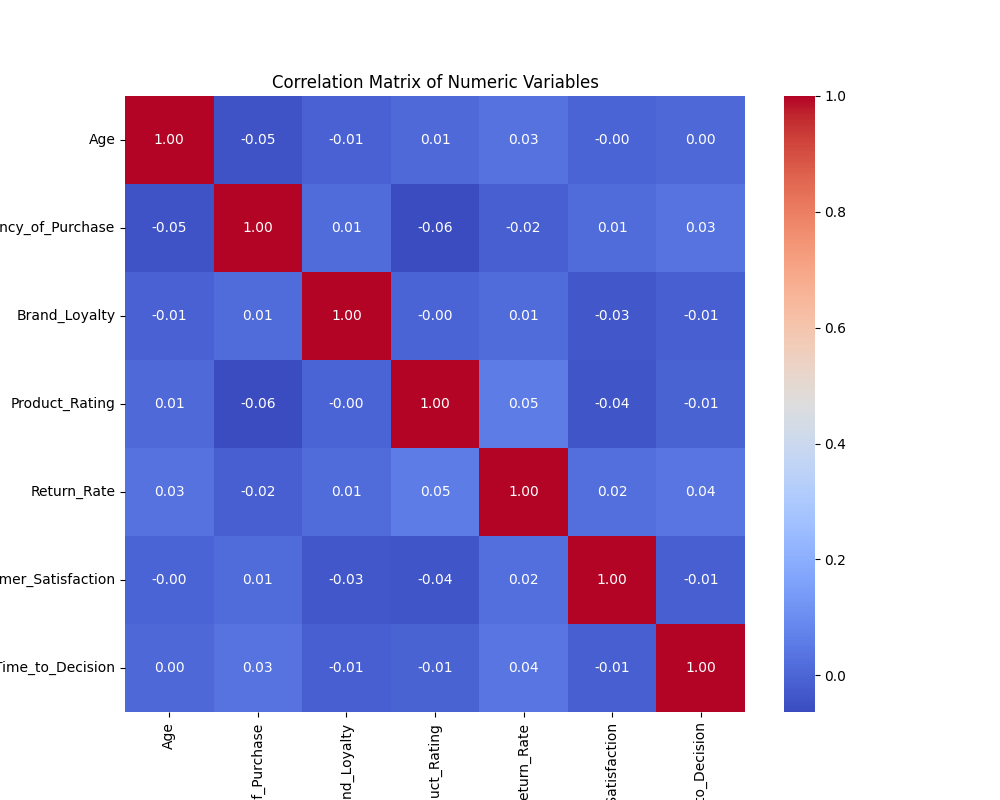 Correlation Matrix of Numeric Variables
1.0
Age 1.00 -0.05 -0.01 0.01 0.03 -0.00 0.00
0.8
ncy_of_Purchase -0.05 1.00 0.01 -0.06 -0.02 0.01 0.03
Brand_Loyalty -0.01 0.01 1.00 -0.00 0.01 -0.03 -0.01
0.6
Product_Rating 0.01 -0.06 -0.00 1.00 0.05 -0.04 -0.01
0.4
Return_Rate 0.03 -0.02 0.01 0.05 1.00 0.02 0.04
0.2
mer_Satisfaction -0.00 0.01 -0.03 -0.04 0.02 1.00 -0.01
Time_to_Decision 0.00 0.03 -0.01 -0.01 0.04 -0.01 1.00
0.0
Age
f_Purchase
nd_Loyalty
uct_Rating
eturn_Rate
Satisfaction
to_Decision